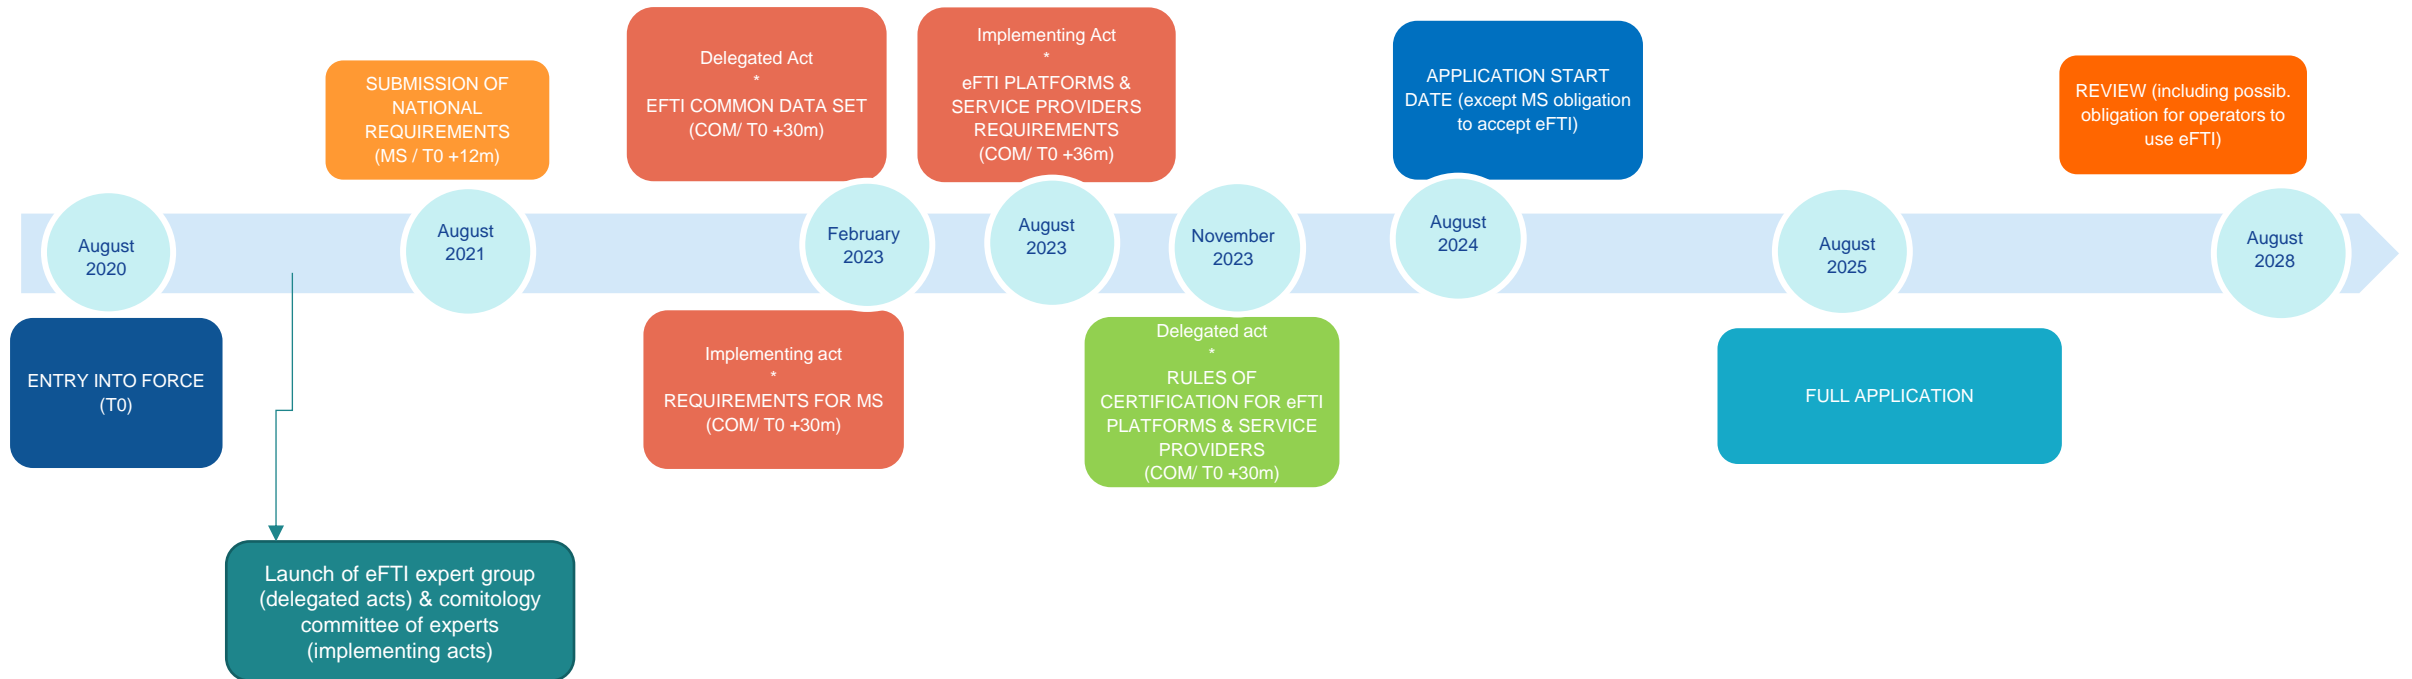 SUBMISSION OF
NATIONAL
REQUIREMENTS
(MS / T0 +12m)
Delegated Act
*
EFTI COMMON DATA SET
(COM/ T0 +30m)
Implementing Act
*
eFTI PLATFORMS &
SERVICE PROVIDERS
REQUIREMENTS
(COM/ T0 +36m)
APPLICATION START
DATE (except MS obligation
to accept eFTI)
REVIEW (including possib.
obligation for operators to
use eFTI)
August
2020
August
2021
February
2023
August
2023
November
2023
August
2024
August
2025
August
2028
ENTRY INTO FORCE
(T0)
Implementing act
*
REQUIREMENTS FOR MS
(COM/ T0 +30m)
Delegated act
*
RULES OF
CERTIFICATION FOR eFTI
PLATFORMS & SERVICE
PROVIDERS
(COM/ T0 +30m)
FULL APPLICATION
Launch of eFTI expert group
(delegated acts) & comitology
committee of experts
(implementing acts)